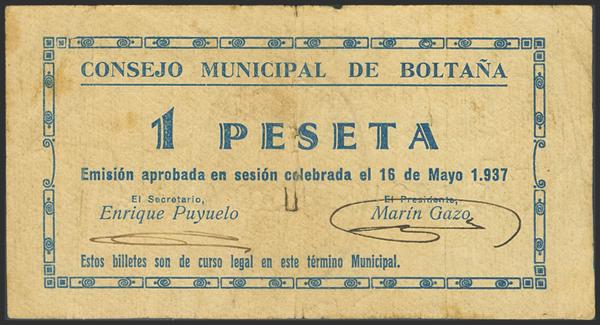 CONSEJO MUNICIPAL DE BOLTAÑA
1 PESETA
Emisión aprobada en sesión celebrada el 16 de Mayo 1.937
El Secretario, El Presidente,
Enrique Puyuelo Marín Gazo
Estos billetes son de curso legal en este término Municipal.